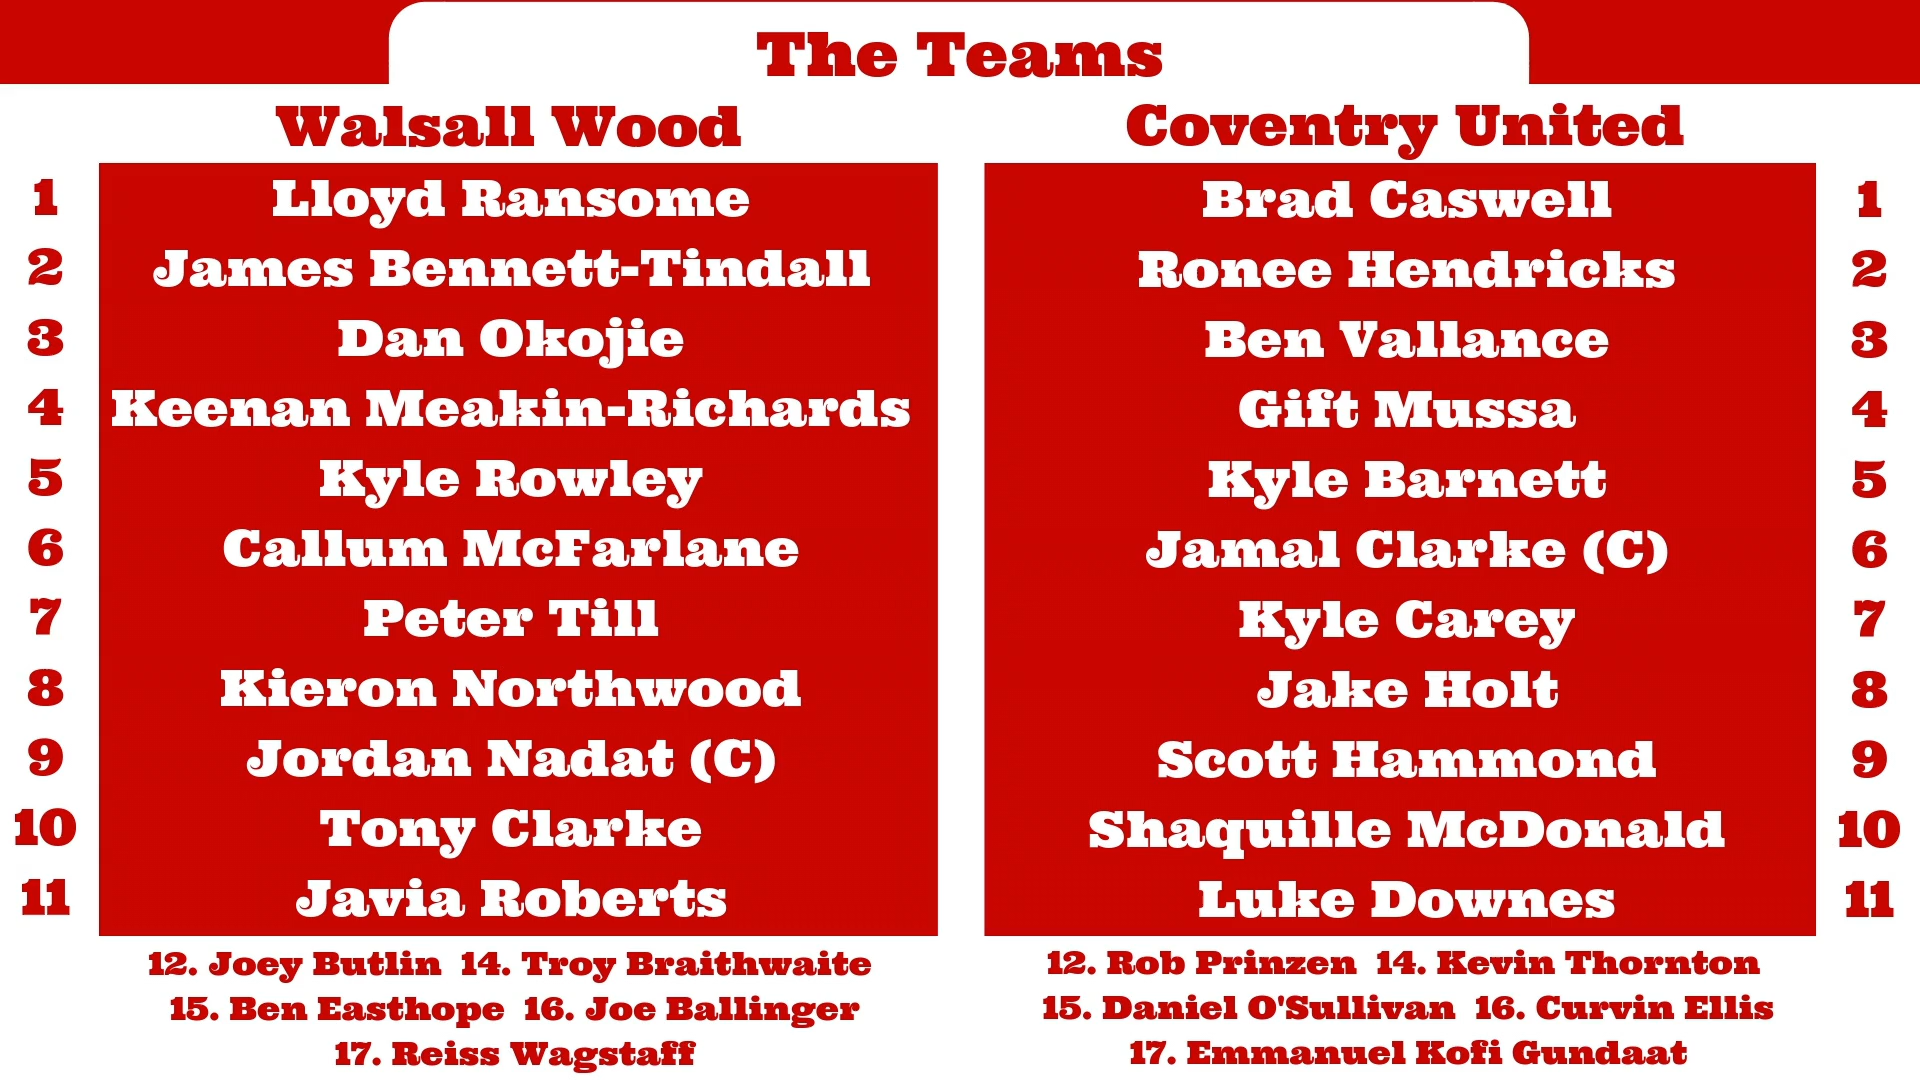 The Teams
Walsall Wood
1 Lloyd Ransome
2 James Bennett-Tindall
3 Dan Okojie
4 Keenan Meakin-Richards
5 Kyle Rowley
6 Callum McFarlane
7 Peter Till
8 Kieron Northwood
9 Jordan Nadat (C)
10 Tony Clarke
11 Javia Roberts
12. Joey Butlin 14. Troy Braithwaite
15. Ben Easthope 16. Joe Ballinger
17. Reiss Wagstaff
Coventry United
Brad Caswell 1
Ronee Hendricks 2
Ben Vallance 3
Gift Mussa 4
Kyle Barnett 5
Jamal Clarke (C) 6
Kyle Carey 7
Jake Holt 8
Scott Hammond 9
Shaquille McDonald 10
Luke Downes 11
12. Rob Prinzen 14. Kevin Thornton
15. Daniel O'Sullivan 16. Curvin Ellis
17. Emmanuel Kofi Gundaat